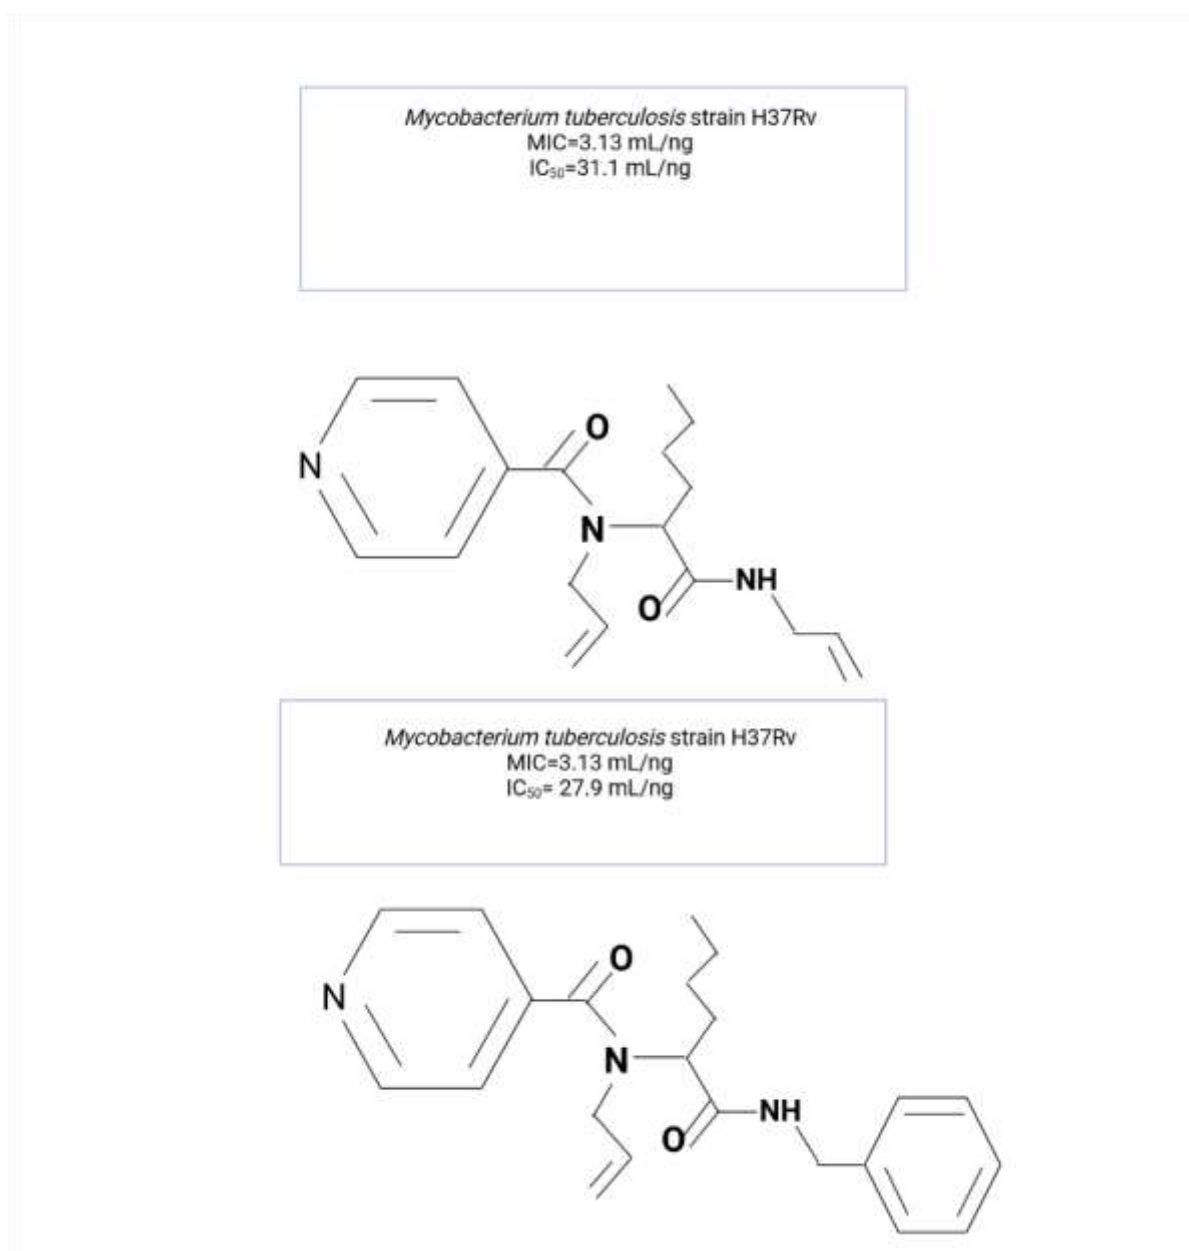 Mycobacterium tuberculosis strain H37Rv
MIC=3.13 mL/ng
IC₅₀=31.1 mL/ng
O
N
N
NH
O
Mycobacterium tuberculosis strain H37Rv
MIC=3.13 mL/ng
IC₅₀= 27.9 mL/ng
O
N
N
NH
O